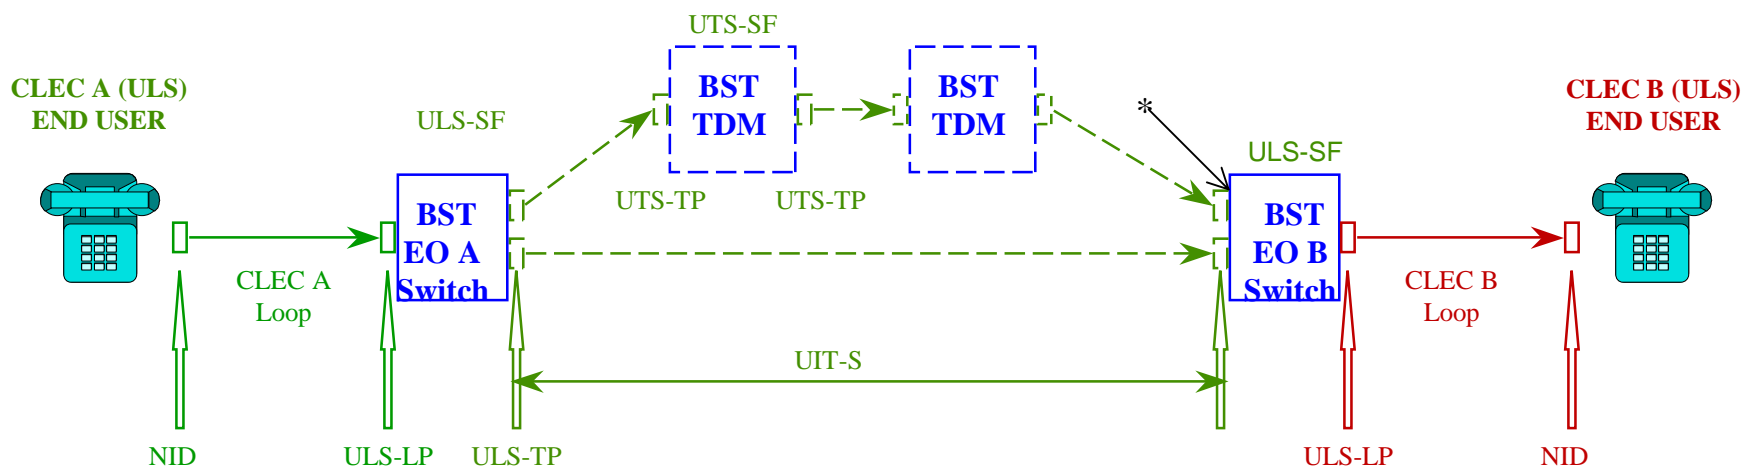 UTS-SF
CLEC A (ULS)
END USER
ULS-SF
BST
TDM
BST
TDM
*
CLEC B (ULS)
END USER
ULS-SF
UTS-TP
UTS-TP
BST
EO A
Switch
BST
EO B
Switch
CLEC A
Loop
CLEC B
Loop
UIT-S
NID
ULS-LP
ULS-TP
ULS-LP
NID